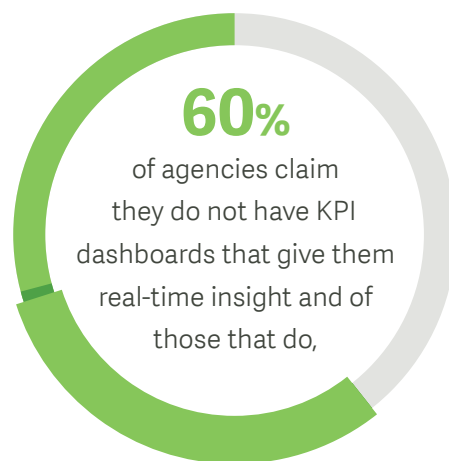 60%
of agencies claim
they do not have KPI
dashboards that give them
real-time insight and of
those that do,